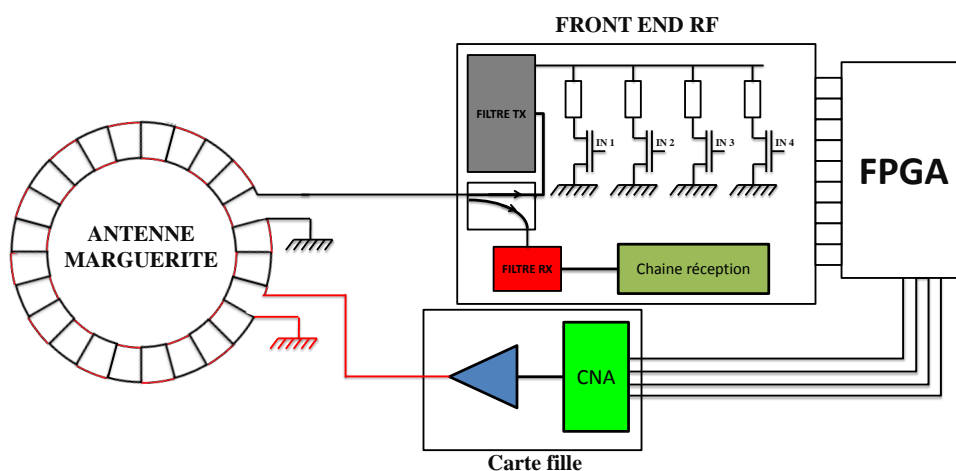 FRONT END RF
FILTRE TX
IN 1
IN 2
IN 3
IN 4
FPGA
ANTENNE
MARGUERITE
FILTRE RX
Chaine réception
CNA
Carte fille